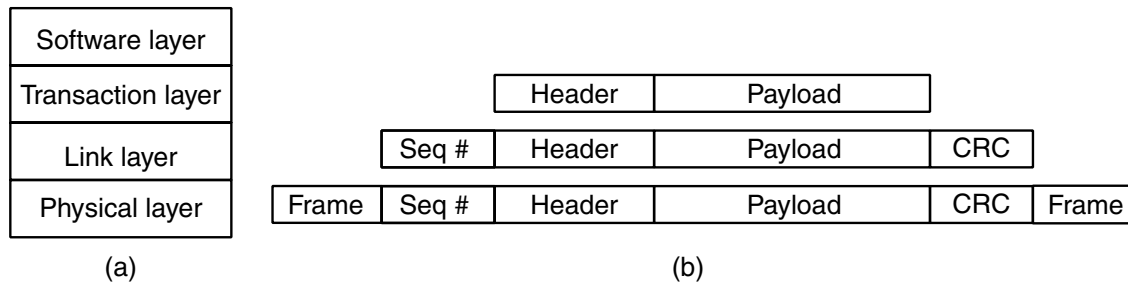 Software layer
Transaction layer
Link layer
Physical layer
(a)
Header Payload
Seq # Header Payload CRC
Frame Seq # Header Payload CRC Frame
(b)